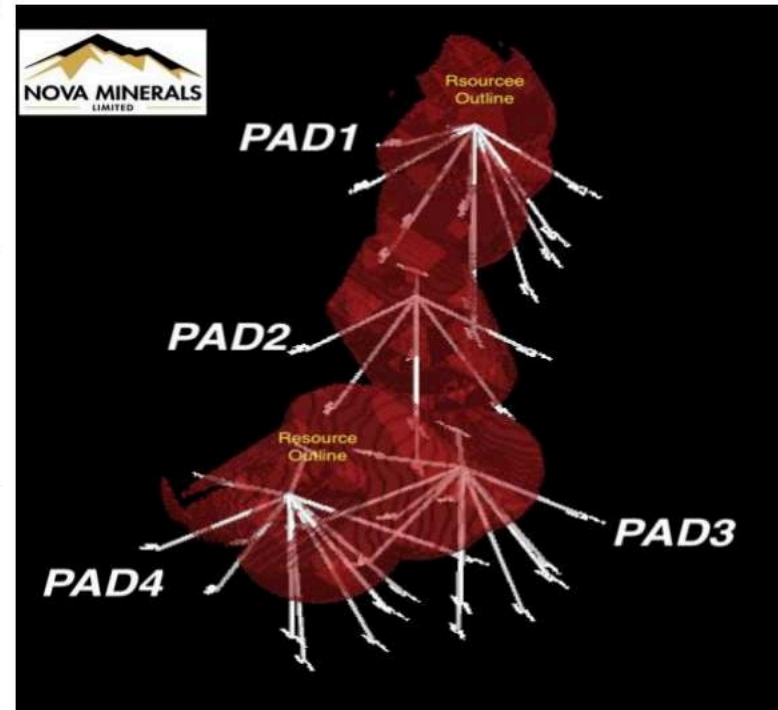 NOVA MINERALS
LIMITED
Rsourcee
Outline
PAD1
PAD2
Resource
Outline
PAD3
PAD4